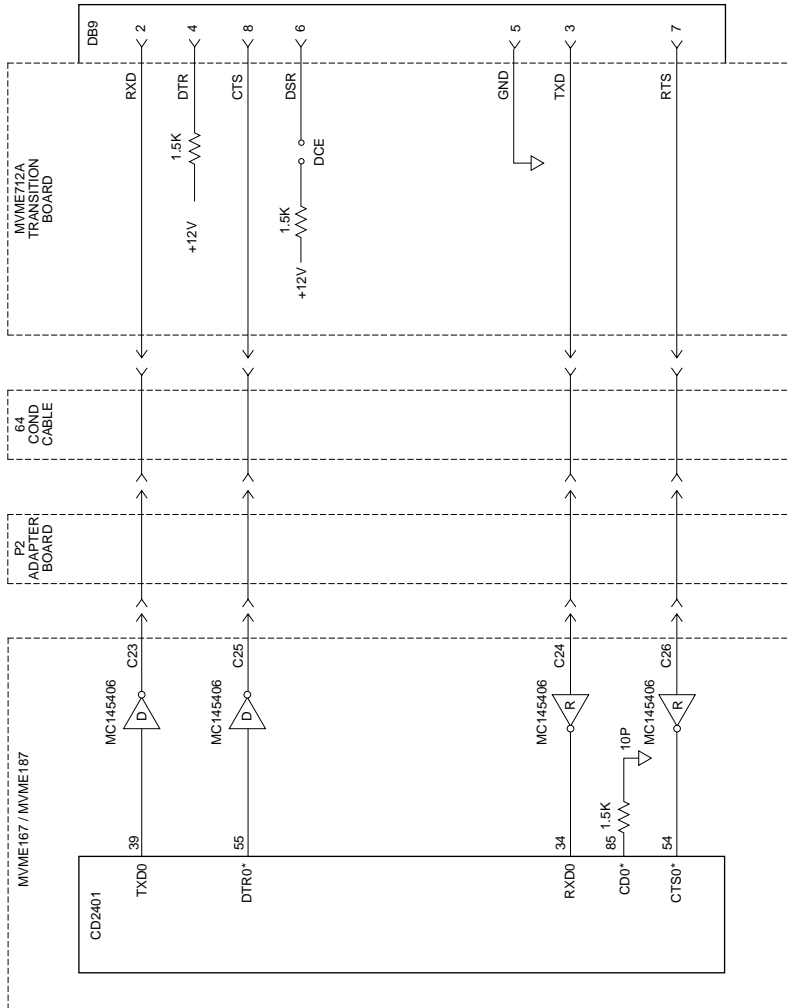 DB9
2
4
8
6
5
3
7
RXD
DTR
CTS
DSR
GND
TXD
RTS
MVME712A
TRANSITION
BOARD
1.5K
+12V
DCE
1.5K
+12V
64
COND
CABLE
P2
ADAPTER
BOARD
MVME167 / MVME187
C23
C25
C24
C26
MC145406
D
MC145406
D
MC145406
R
MC145406
R
10P
1.5K
39
55
34
85
54
TXD0
DTR0*
RXD0
CD0*
CTS0*
CD2401